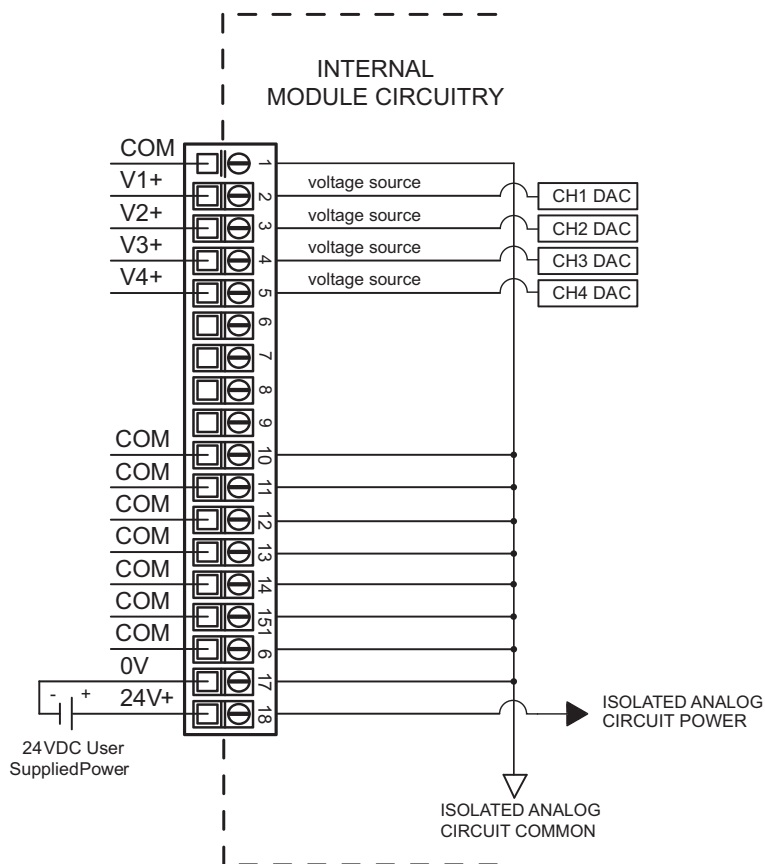 INTERNAL
MODULE CIRCUITRY
COM
1
V1+
2
voltage source
CH1 DAC
V2+
3
voltage source
CH2 DAC
V3+
4
voltage source
CH3 DAC
V4+
5
voltage source
CH4 DAC
6
7
8
9
COM
10
COM
11
COM
12
COM
13
COM
14
COM
151
COM
6
0V
17
- + 24V+
18
ISOLATED ANALOG
CIRCUIT POWER
24VDC User
SuppliedPower
ISOLATED ANALOG
CIRCUIT COMMON